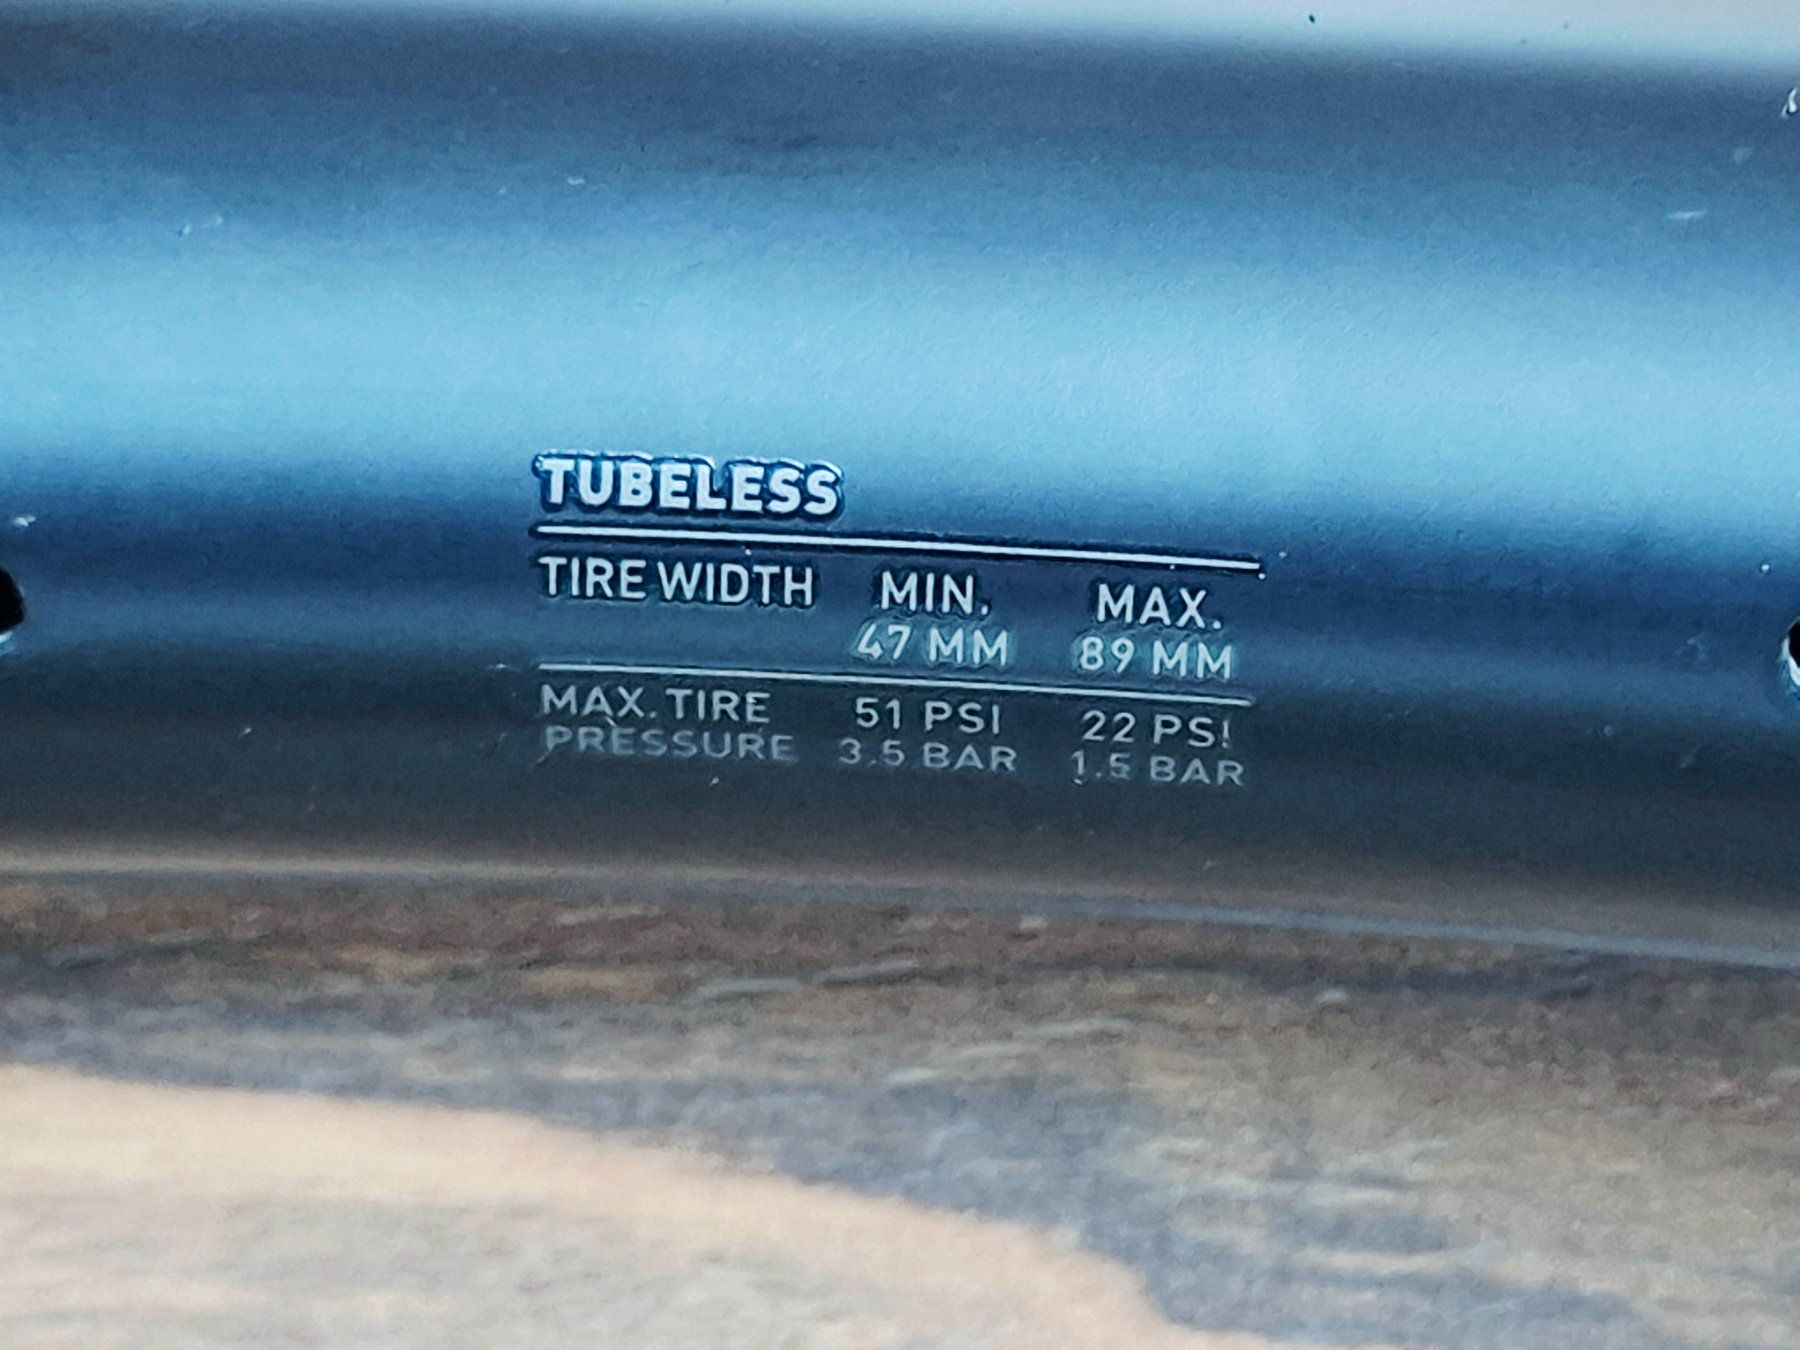 TUBELESS
TIRE WIDTH MIN. MAX.
47 MM 89 MM
MAX. TIRE 51 PSI 22 PSI
PRESSURE 3.5 BAR 1.5 BAR